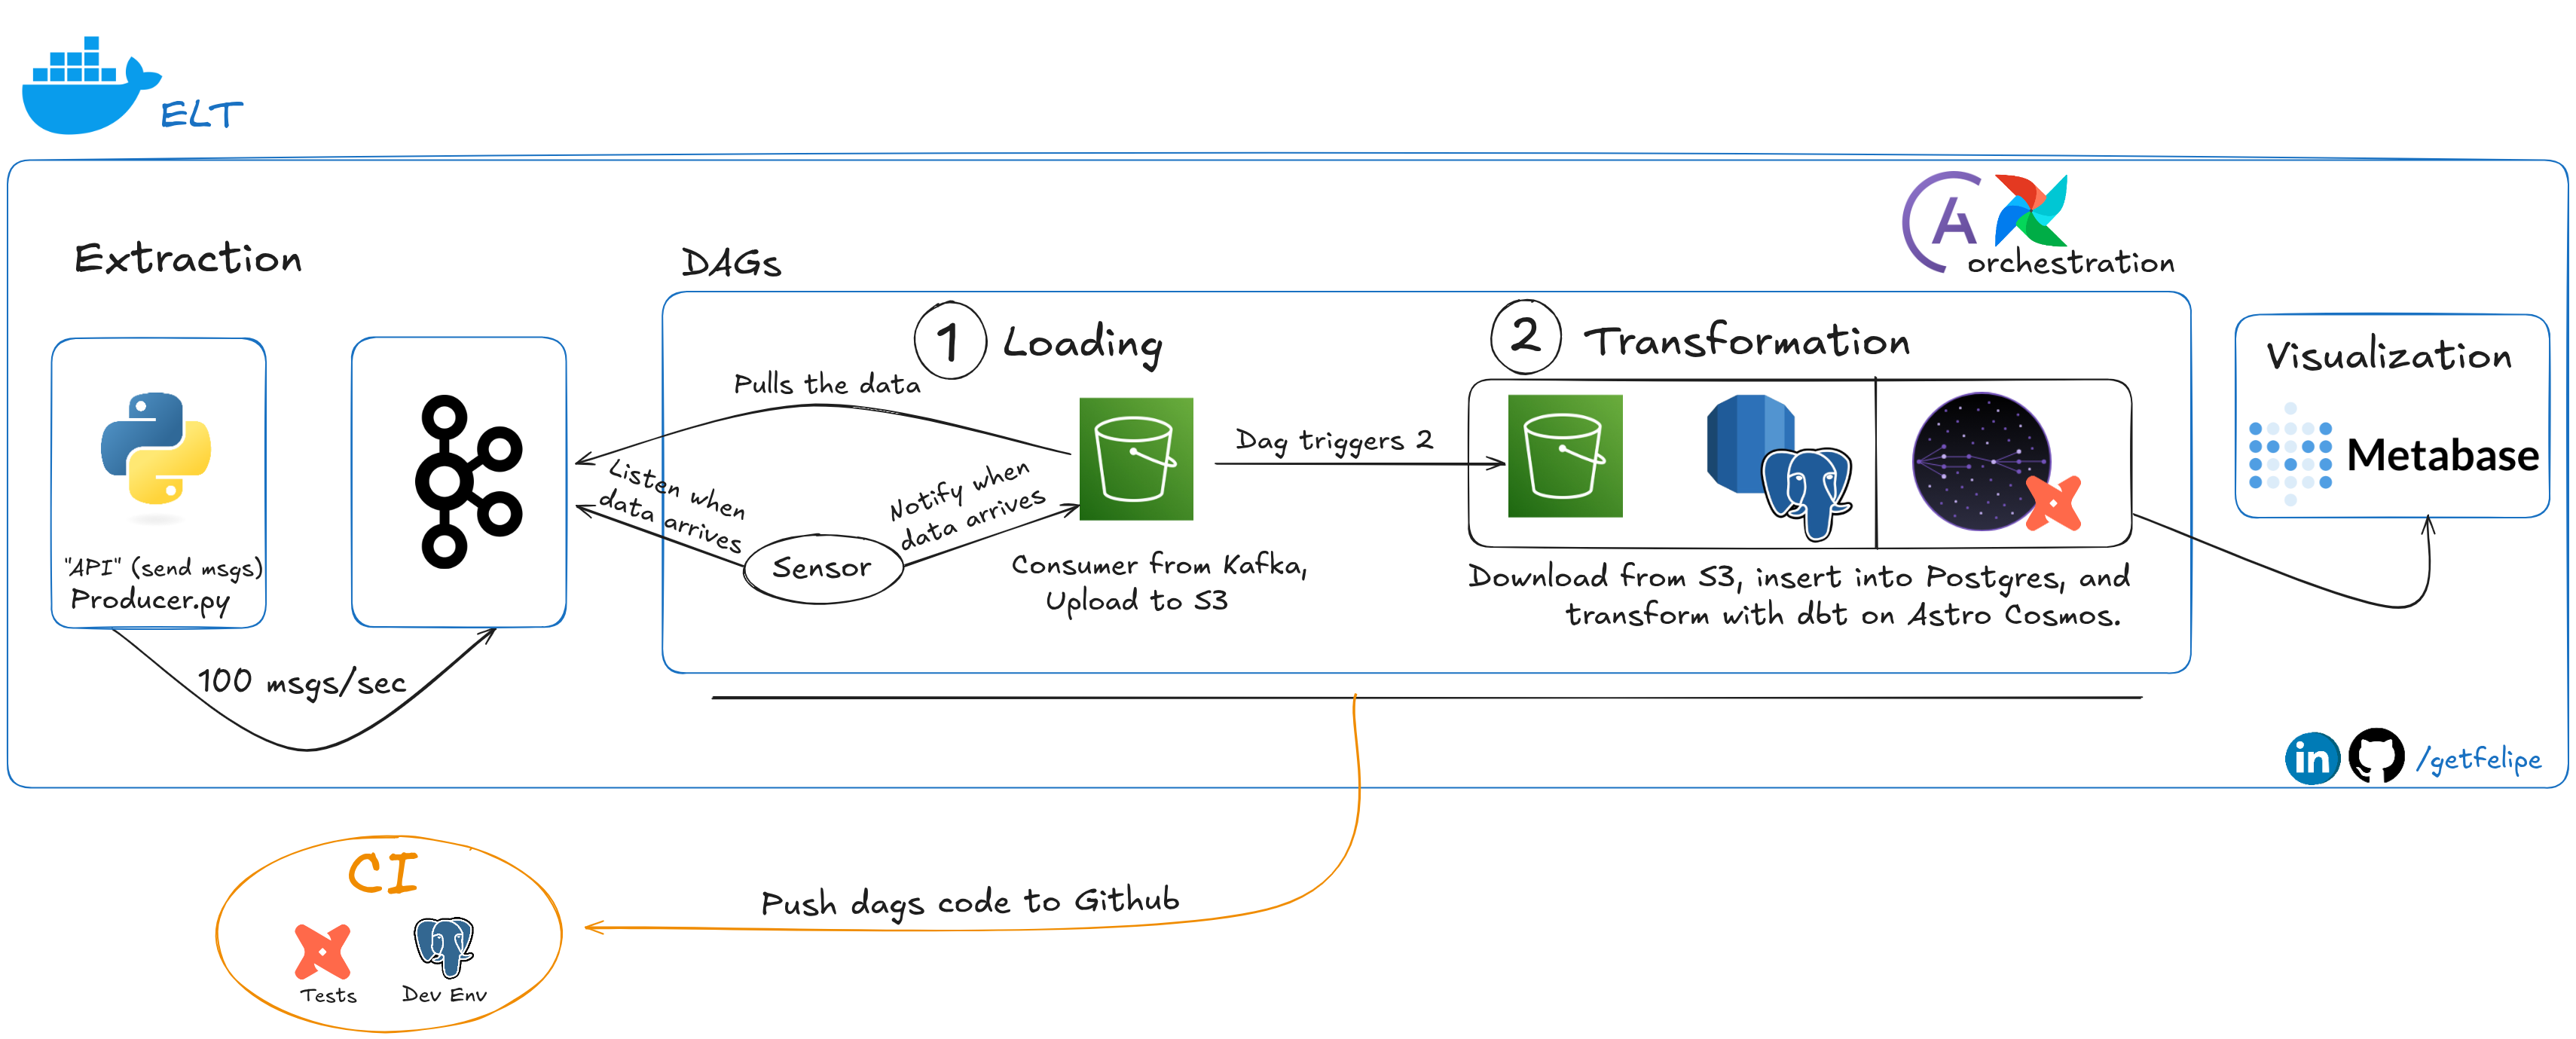 ELT
orchestration
Extraction
DAGs
1 Loading
2 Transformation
Visualization
Metabase
Pulls the data
Listen when
data arrives
Notify when
data arrives
Sensor
Dag triggers 2
"API" (send msgs)
Producer.py
100 msgs/sec
Consumer from Kafka,
Upload to S3
Download from S3, insert into Postgres, and
transform with dbt on Astro Cosmos.
in /getfelipe
CI
Tests
Dev Env
Push dags code to Github